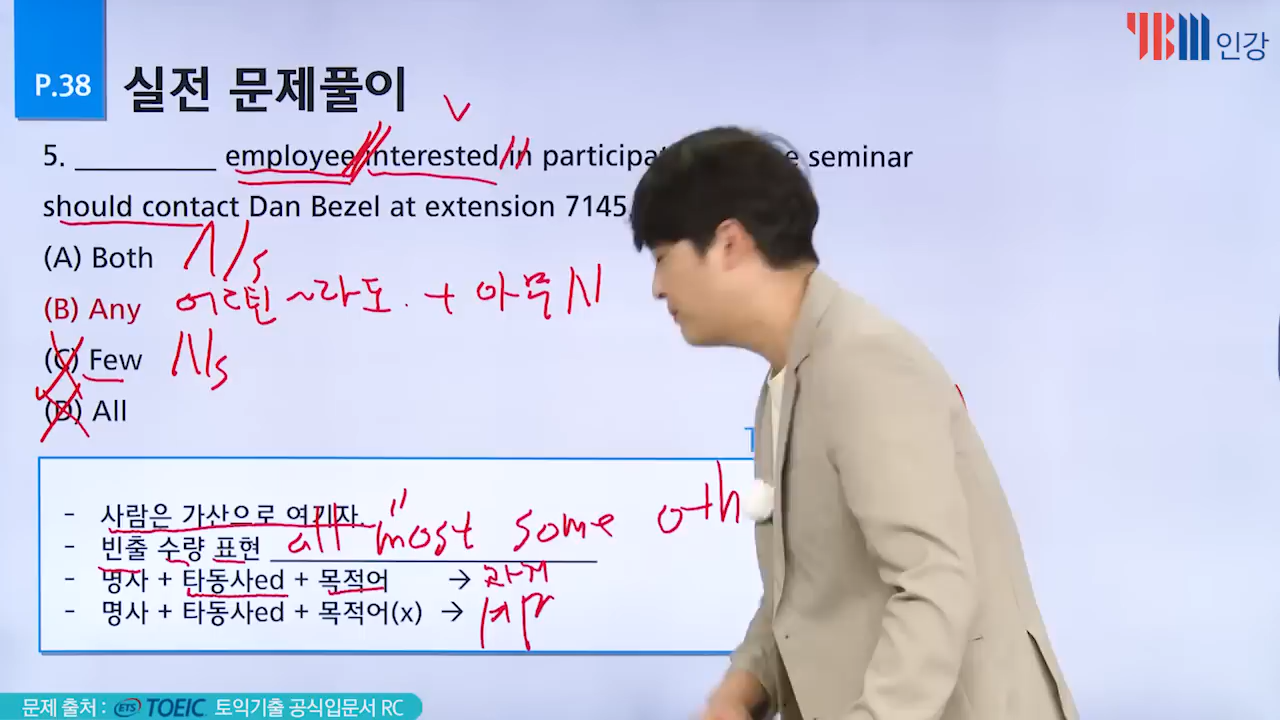 P.38 실전 문제풀이
YBM 인강
5. ________ employee interested in participat e seminar
should contact Dan Bezel at extension 7145
(A) Both
(B) Any 어떤 ~라도. + 아무
(C) Few
(D) All
- 사람은 가산으로 여기자.
- 빈출 수량 표현 all most some oth
- 명사 + 타동사ed + 목적어 → 과거
- 명사 + 타동사ed + 목적어(x) →
문제 출처 : ETS TOEIC 토익기출 공식입문서 RC